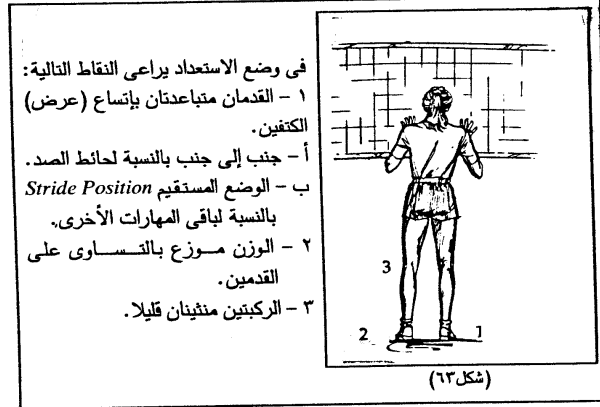 فى وضع الاستعداد يراعى النقاط التالية:
١ - القدمان متباعدتان بإتساع (عرض)
الكتفين.
أ - جنب إلى جنب بالنسبة لحائط الصد.
ب - الوضع المستقيم Stride Position
بالنسبة لباقى المهارات الأخرى.
٢ - الوزن موزع بالتساوى على
القدمين.
٣ - الركبتين منثينان قليلا.
3
2
1
(شكل٦٣)